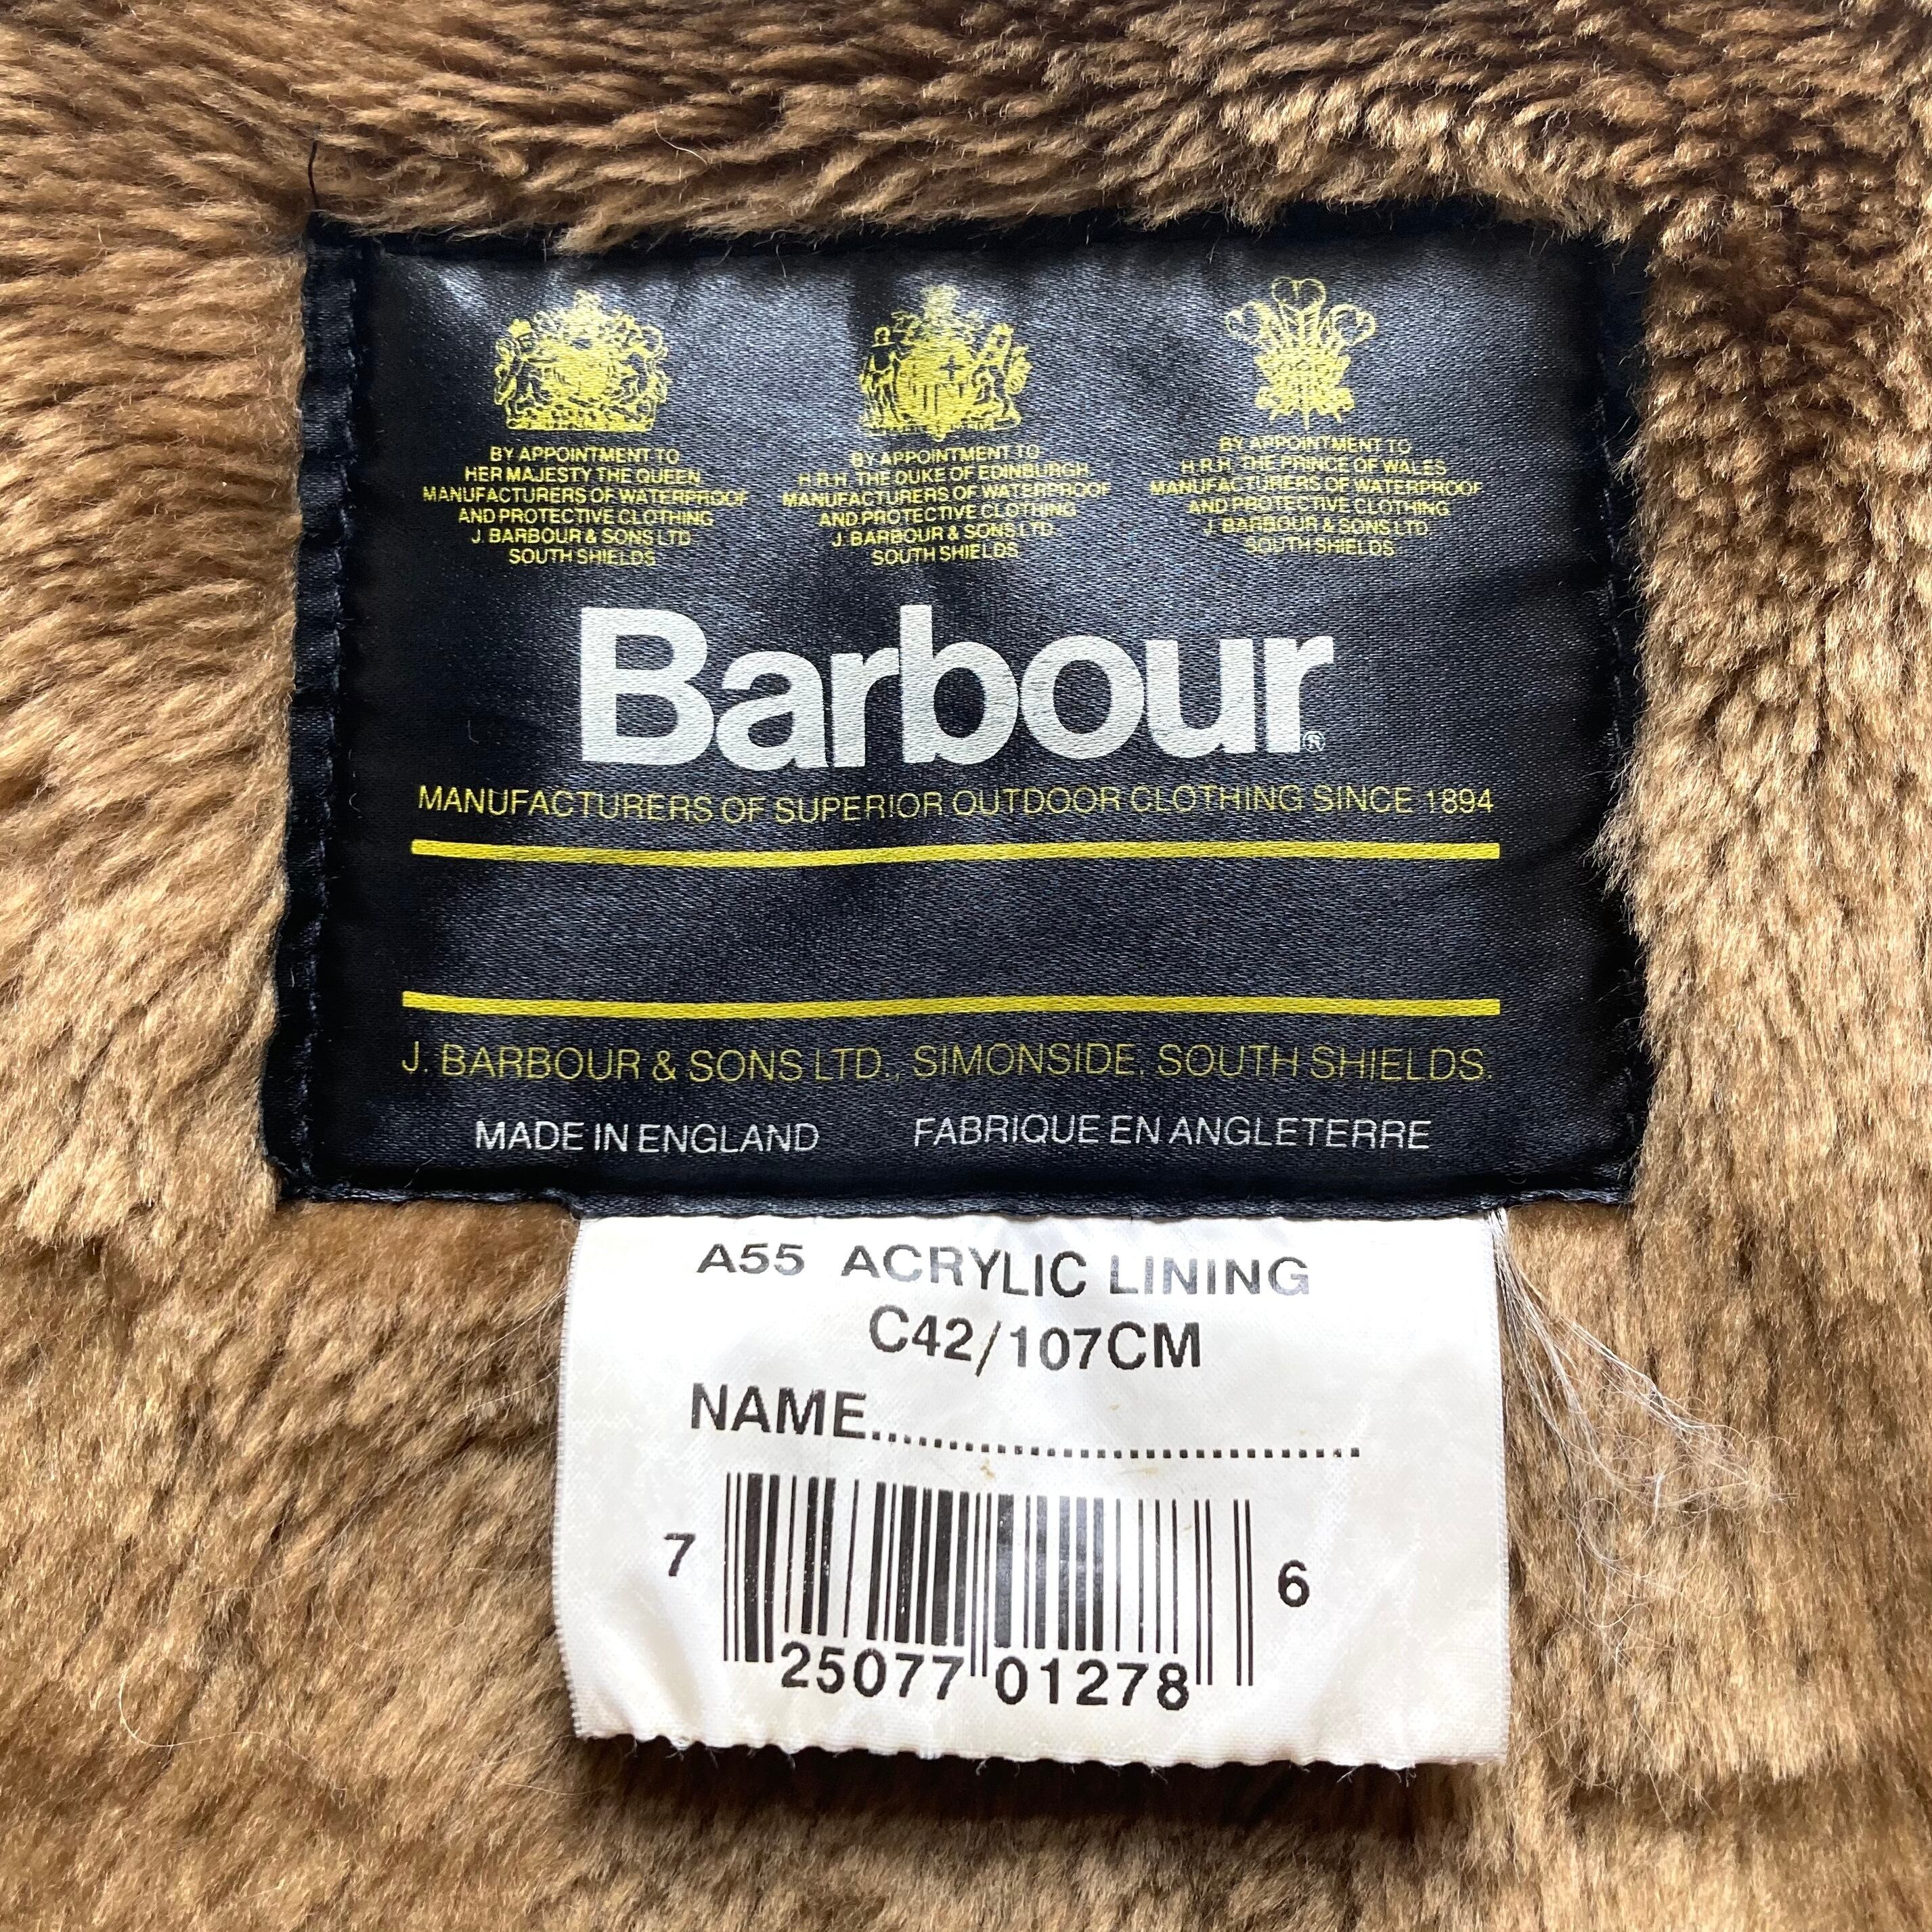 BY APPOINTMENT TO
HER MAJESTY THE QUEEN
MANUFACTURERS OF WATERPROOF
AND PROTECTIVE CLOTHING
J. BARBOUR & SONS LTD
SOUTH SHIELDS
BY APPOINTMENT TO
H.R.H. THE DUKE OF EDINBURGH
MANUFACTURERS OF WATERPROOF
AND PROTECTIVE CLOTHING
J. BARBOUR & SONS LTD.
SOUTH SHIELDS
BY APPOINTMENT TO
H.R.H. THE PRINCE OF WALES
MANUFACTURERS OF WATERPROOF
AND PROTECTIVE CLOTHING
J. BARBOUR & SONS LTD.
SOUTH SHIELDS
Barbour®
MANUFACTURERS OF SUPERIOR OUTDOOR CLOTHING SINCE 1894
J. BARBOUR & SONS LTD., SIMONSIDE, SOUTH SHIELDS.
MADE IN ENGLAND FABRIQUE EN ANGLETERRE
A55 ACRYLIC LINING
C42/107CM
NAME................................
7 25077 01278 6